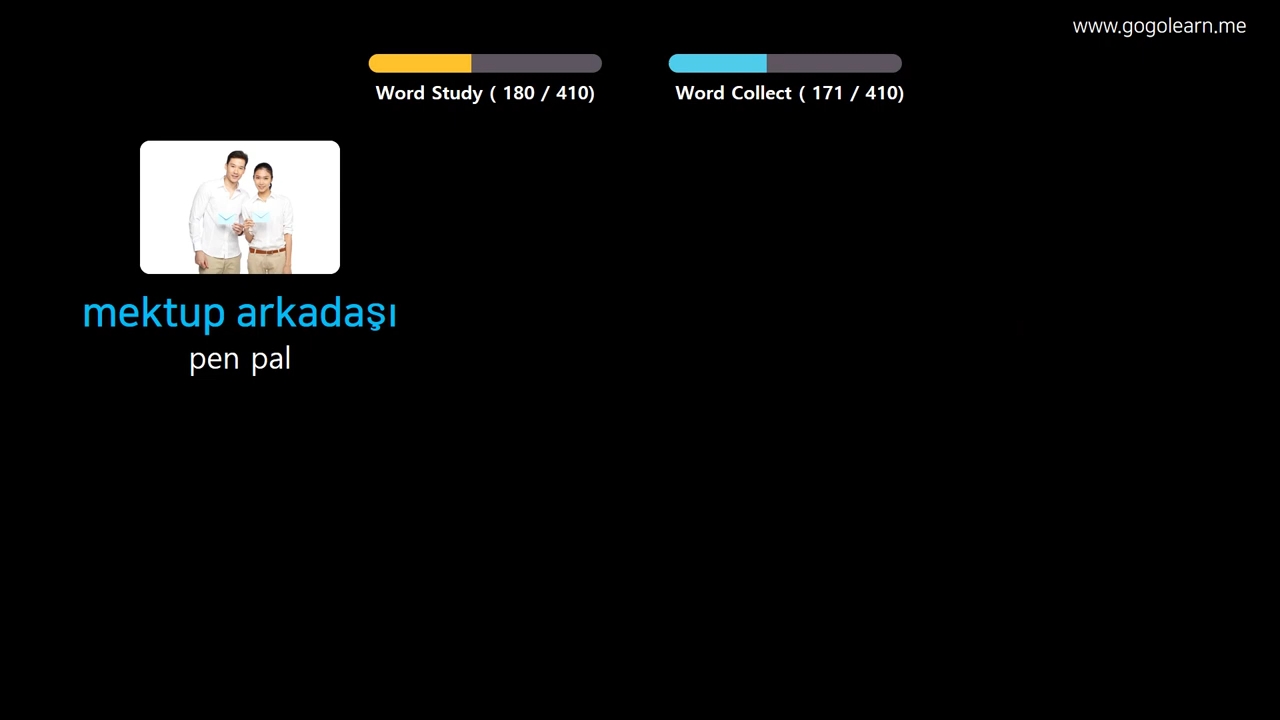 www.gogolearn.me
Word Study ( 180 / 410)
Word Collect ( 171 / 410)
mektup arkadaşı
pen pal